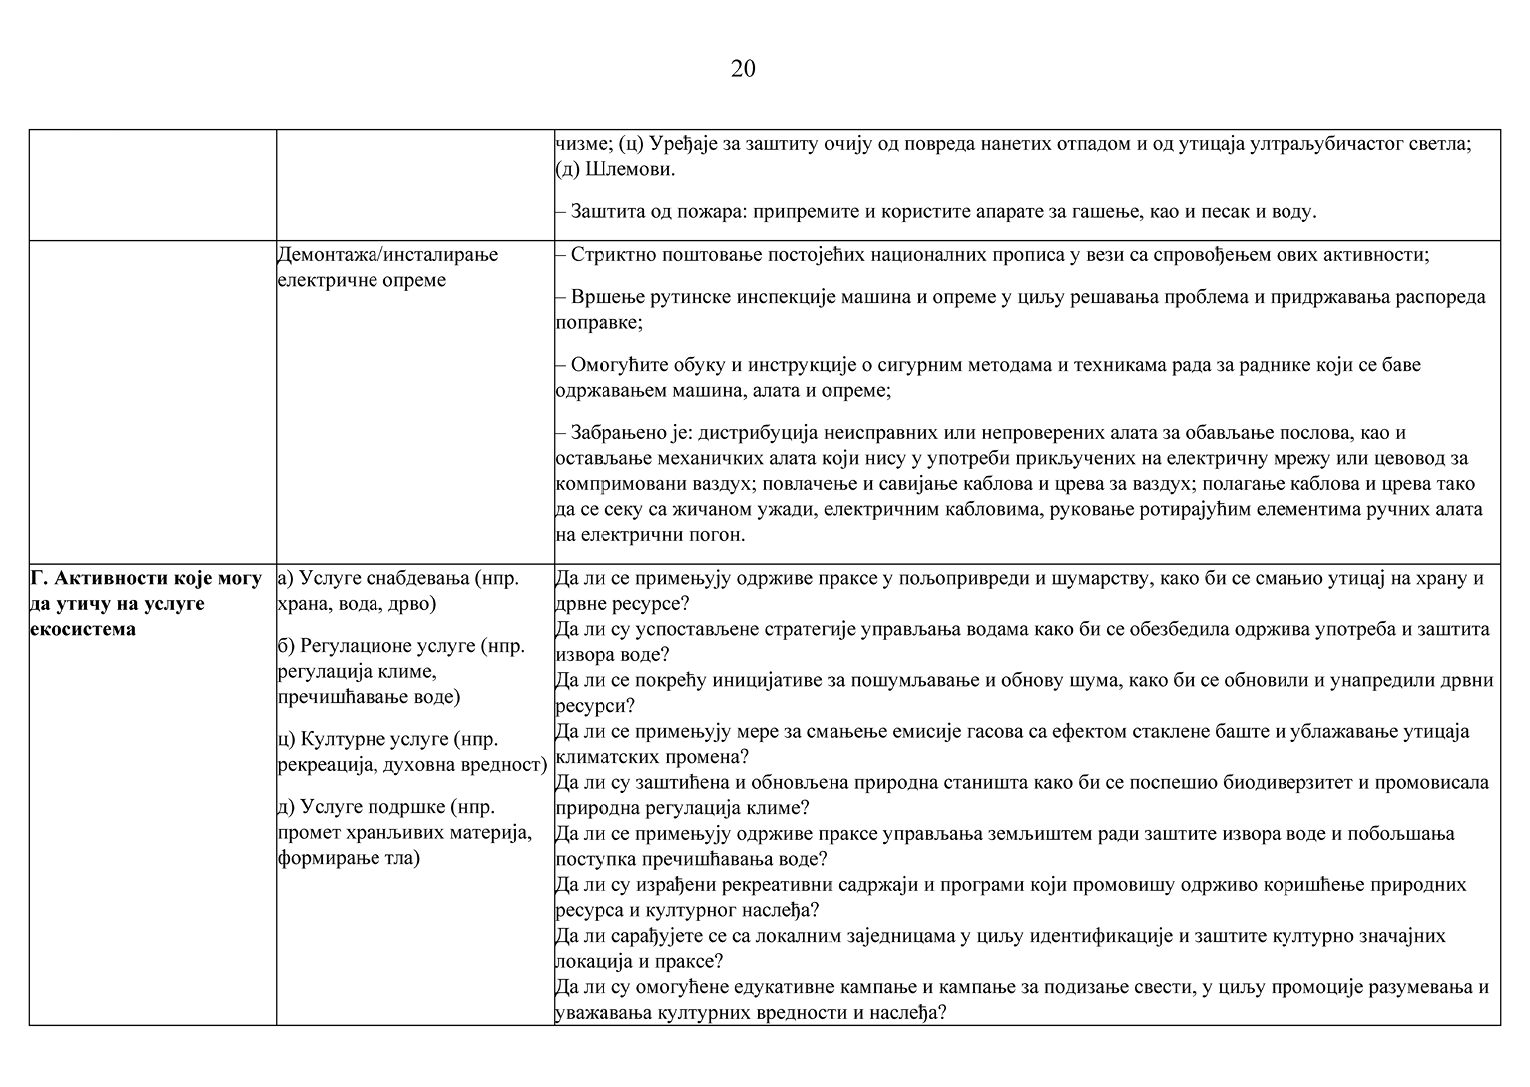 20
чизме; (ц) Уређаје за заштиту очију од повреда нанетих отпадом и од утицаја ултраљубичастог светла;
(д) Шлемови.
– Заштита од пожара: припремите и користите апарате за гашење, као и песак и воду.
Демонтажа/инсталирање
електричне опреме
– Стриктно поштовање постојећих националних прописа у вези са спровођењем ових активности;
– Вршење рутинске инспекције машина и опреме у циљу решавања проблема и придржавања распореда
поправке;
– Омогућите обуку и инструкције о сигурним методама и техникама рада за раднике који се баве
одржавањем машина, алата и опреме;
– Забрањено је: дистрибуција неисправних или непроверених алата за обављање послова, као и
остављање механичких алата који нису у употреби прикључених на електричну мрежу или цевовод за
компримовани ваздух; повлачење и савијање каблова и црева за ваздух; полагање каблова и црева тако
да се секу са жичаном ужади, електричним кабловима, руковање ротирајућим елементима ручних алата
на електрични погон.
Г. Активности које могу
да утичу на услуге
екосистема
а) Услуге снабдевања (нпр.
храна, вода, дрво)
б) Регулационе услуге (нпр.
регулација климе,
пречишћавање воде)
ц) Културне услуге (нпр.
рекреација, духовна вредност)
д) Услуге подршке (нпр.
промет хранљивих материја,
формирање тла)
Да ли се примењују одрживе праксе у пољопривреди и шумарству, како би се смањио утицај на храну и
дрвне ресурсе?
Да ли су успостављене стратегије управљања водама како би се обезбедила одржива употреба и заштита
извора воде?
Да ли се покрећу иницијативе за пошумљавање и обнову шума, како би се обновили и унапредили дрвни
ресурси?
Да ли се примењују мере за смањење емисије гасова са ефектом стаклене баште и ублажавање утицаја
климатских промена?
Да ли су заштићена и обновљена природна станишта како би се поспешио биодиверзитет и промовисала
природна регулација климе?
Да ли се примењују одрживе праксе управљања земљиштем ради заштите извора воде и побољшања
поступка пречишћавања воде?
Да ли су израђени рекреативни садржаји и програми који промовишу одрживо коришћење природних
ресурса и културног наслеђа?
Да ли сарађујете се са локалним заједницама у циљу идентификације и заштите културно значајних
локација и праксе?
Да ли су омогућене едукативне кампање и кампање за подизање свести, у циљу промоције разумевања и
уважавања културних вредности и наслеђа?